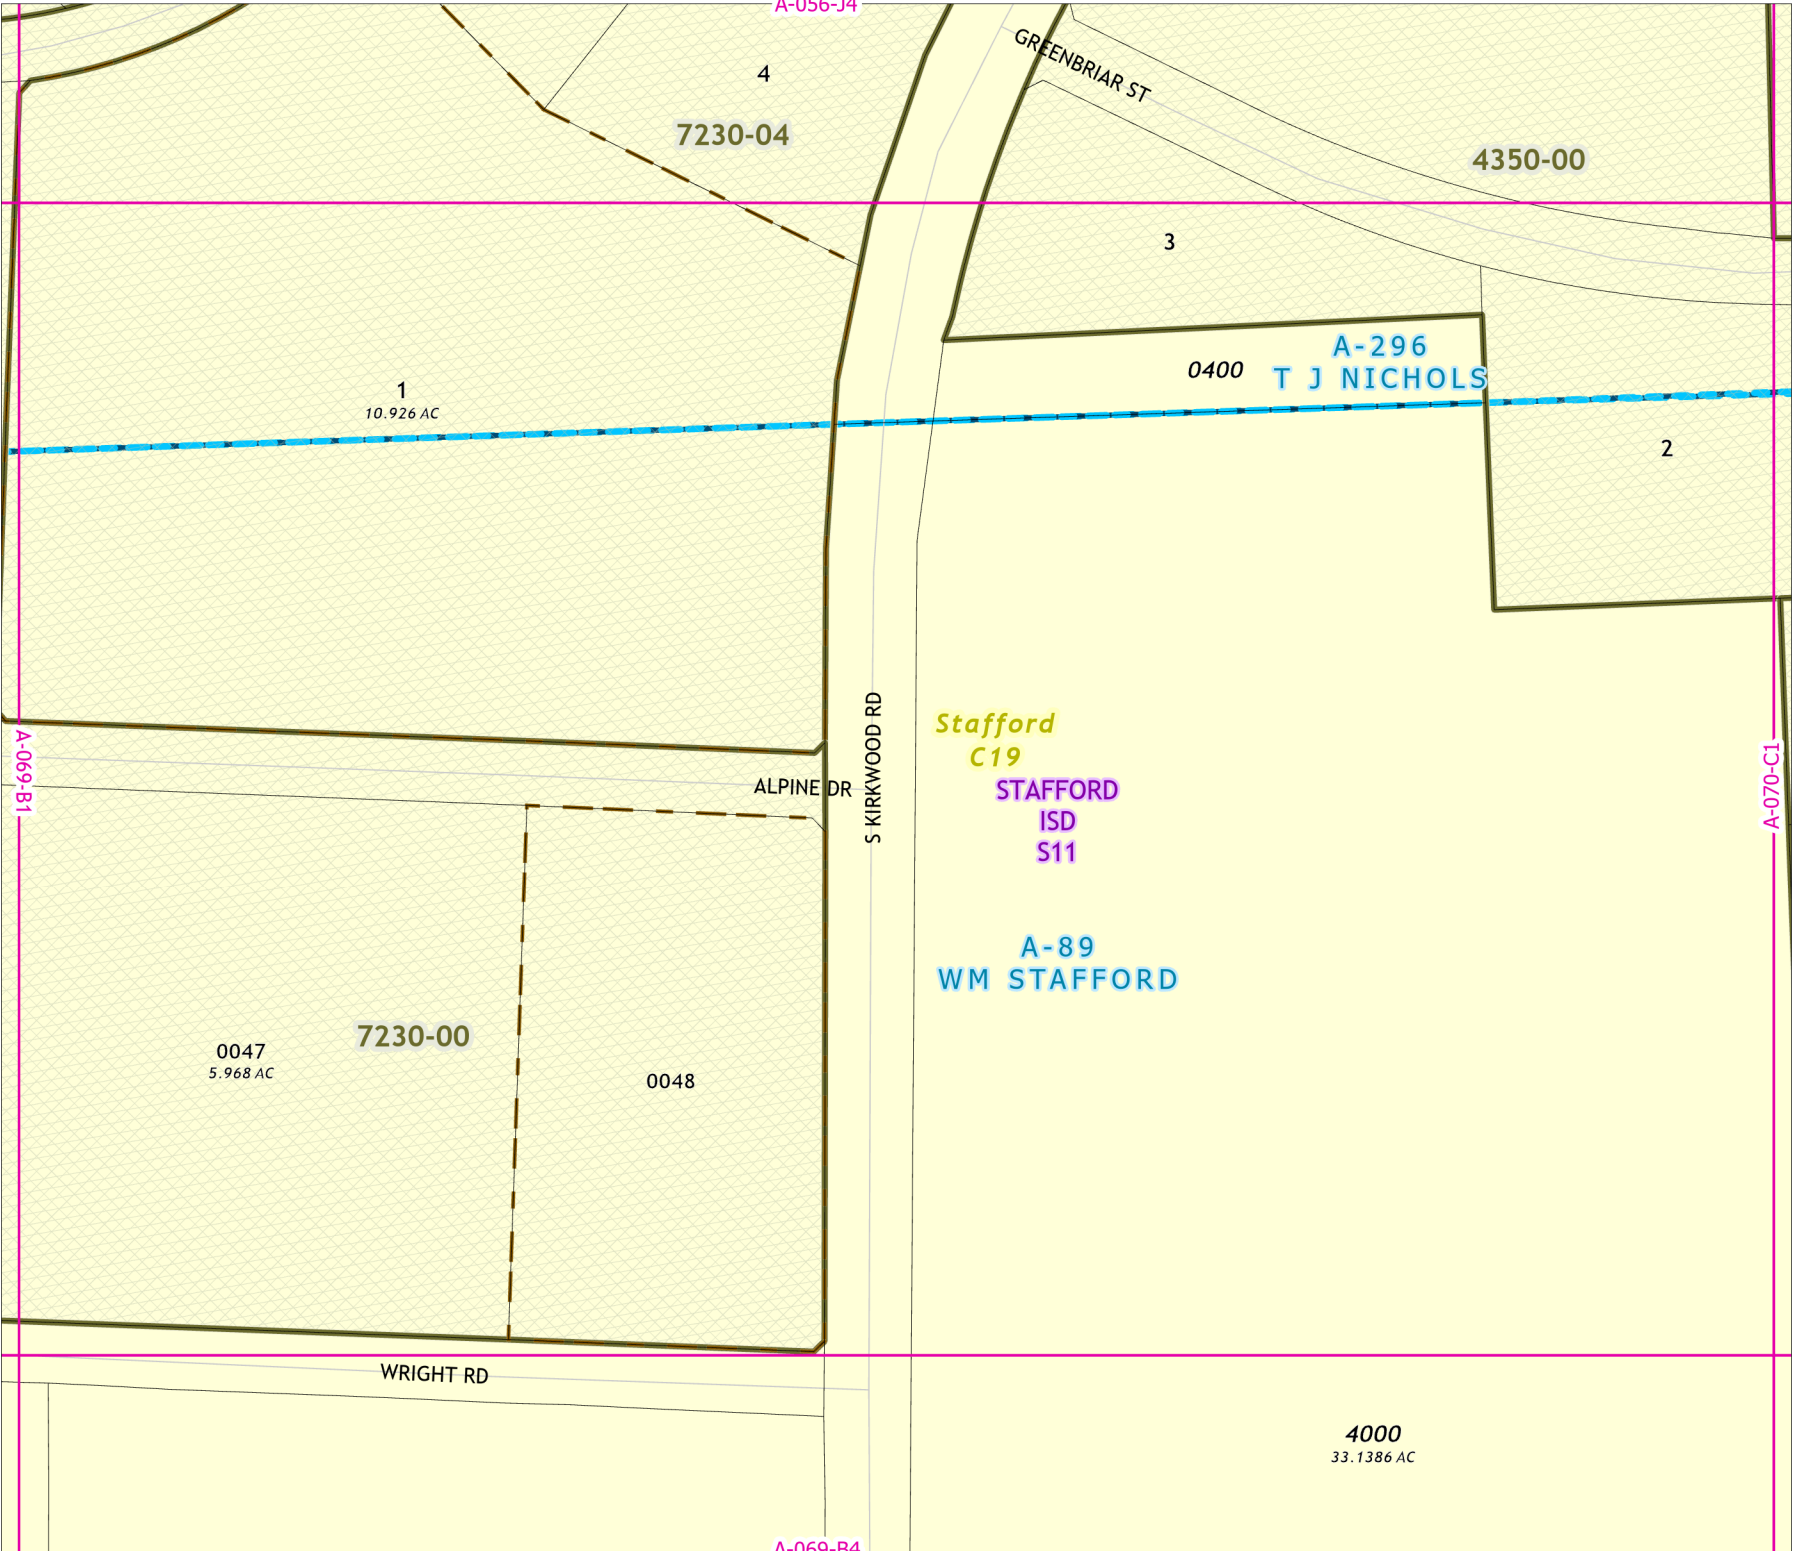 A-056-J4
GREENBRIAR ST
4
7230-04
4350-00
3
A-296
T J NICHOLS
0400
1
10.926 AC
2
S KIRKWOOD RD
Stafford
C19
STAFFORD
ISD
S11
A-069-B1
A-070-C1
ALPINE DR
A-89
WM STAFFORD
7230-00
0047
5.968 AC
0048
WRIGHT RD
4000
33.1386 AC
A-069-B4